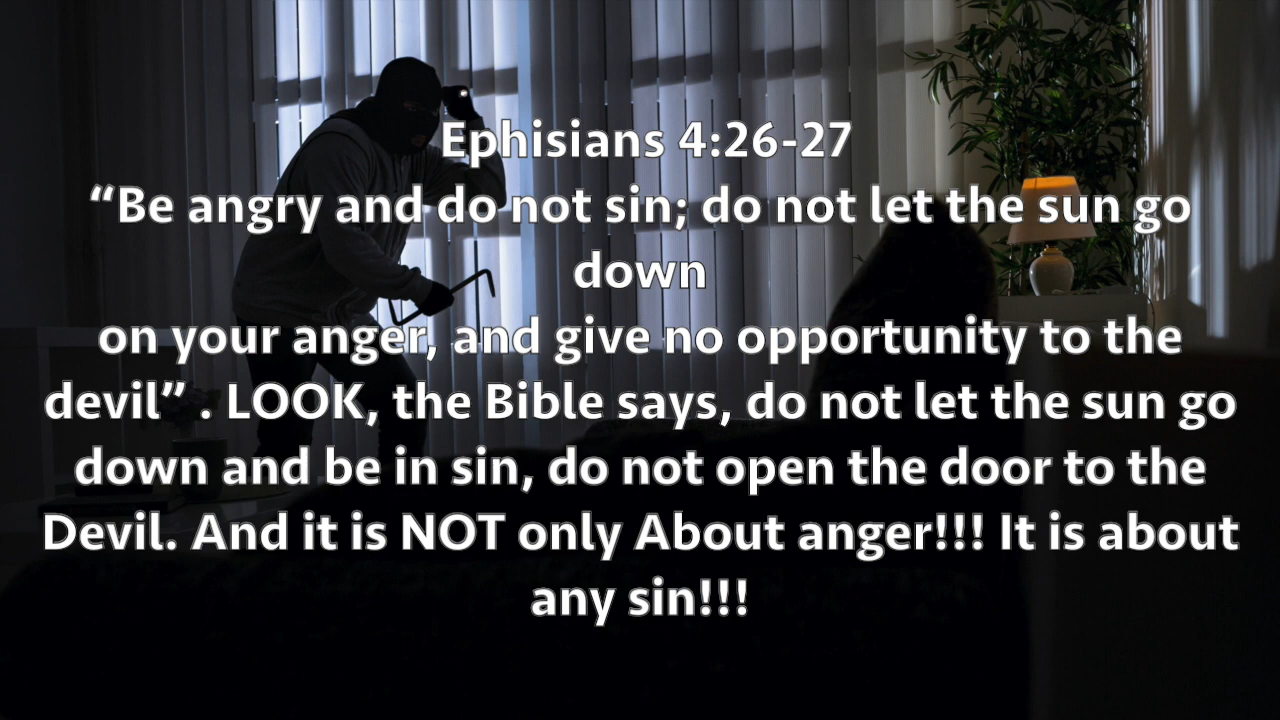 Ephisians 4:26-27
“Be angry and do not sin; do not let the sun go
down
on your anger, and give no opportunity to the
devil” . LOOK, the Bible says, do not let the sun go
down and be in sin, do not open the door to the
Devil. And it is NOT only About anger!!! It is about
any sin!!!